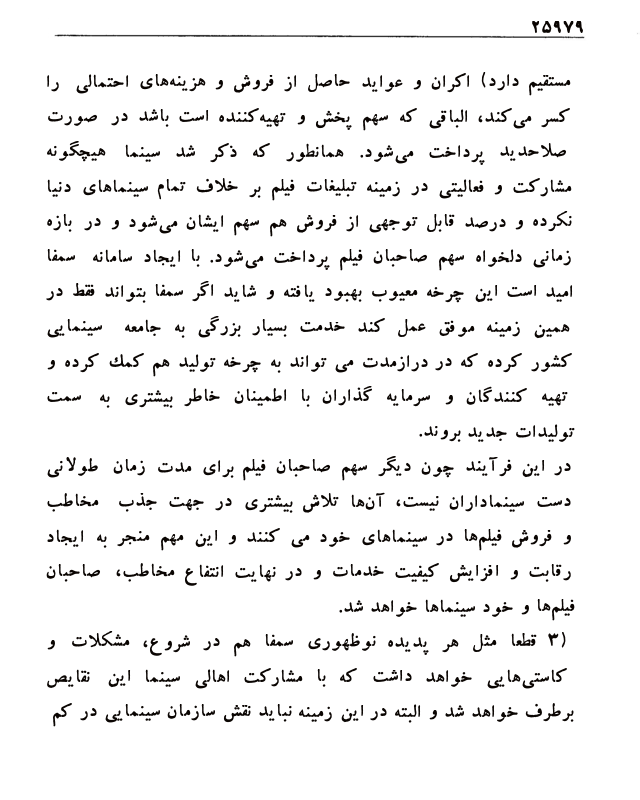 ۲۵۹۷۹
مستقیم دارد) اکران و عواید حاصل از فروش و هزینه‌های احتمالی را
کسر می‌کند، الباقی که سهم پخش و تهیه‌کننده است باشد در صورت
صلاحدید پرداخت می‌شود. همانطور که ذکر شد سینما هیچگونه
مشارکت و فعالیتی در زمینه تبلیغات فیلم بر خلاف تمام سینماهای دنیا
نکرده و درصد قابل توجهی از فروش هم سهم ایشان می‌شود و در بازه
زمانی دلخواه سهم صاحبان فیلم پرداخت می‌شود. با ایجاد سامانه سمفا
امید است این چرخه معیوب بهبود یافته و شاید اگر سمفا بتواند فقط در
همین زمینه موفق عمل کند خدمت بسیار بزرگی به جامعه سینمایی
کشور کرده که در درازمدت می تواند به چرخه تولید هم کمك کرده و
تهیه کنندگان و سرمایه گذاران با اطمینان خاطر بیشتری به سمت
تولیدات جدید بروند.
در این فرآیند چون دیگر سهم صاحبان فیلم برای مدت زمان طولانی
دست سینماداران نیست، آن‌ها تلاش بیشتری در جهت جذب مخاطب
و فروش فیلم‌ها در سینماهای خود می کنند و این مهم منجر به ایجاد
رقابت و افزایش کیفیت خدمات و در نهایت انتفاع مخاطب، صاحبان
فیلم‌ها و خود سینماها خواهد شد.
۳) قطعا مثل هر پدیده نوظهوری سمفا هم در شروع، مشکلات و
کاستی‌هایی خواهد داشت که با مشارکت اهالی سینما این نقایص
برطرف خواهد شد و البته در این زمینه نباید نقش سازمان سینمایی در کم